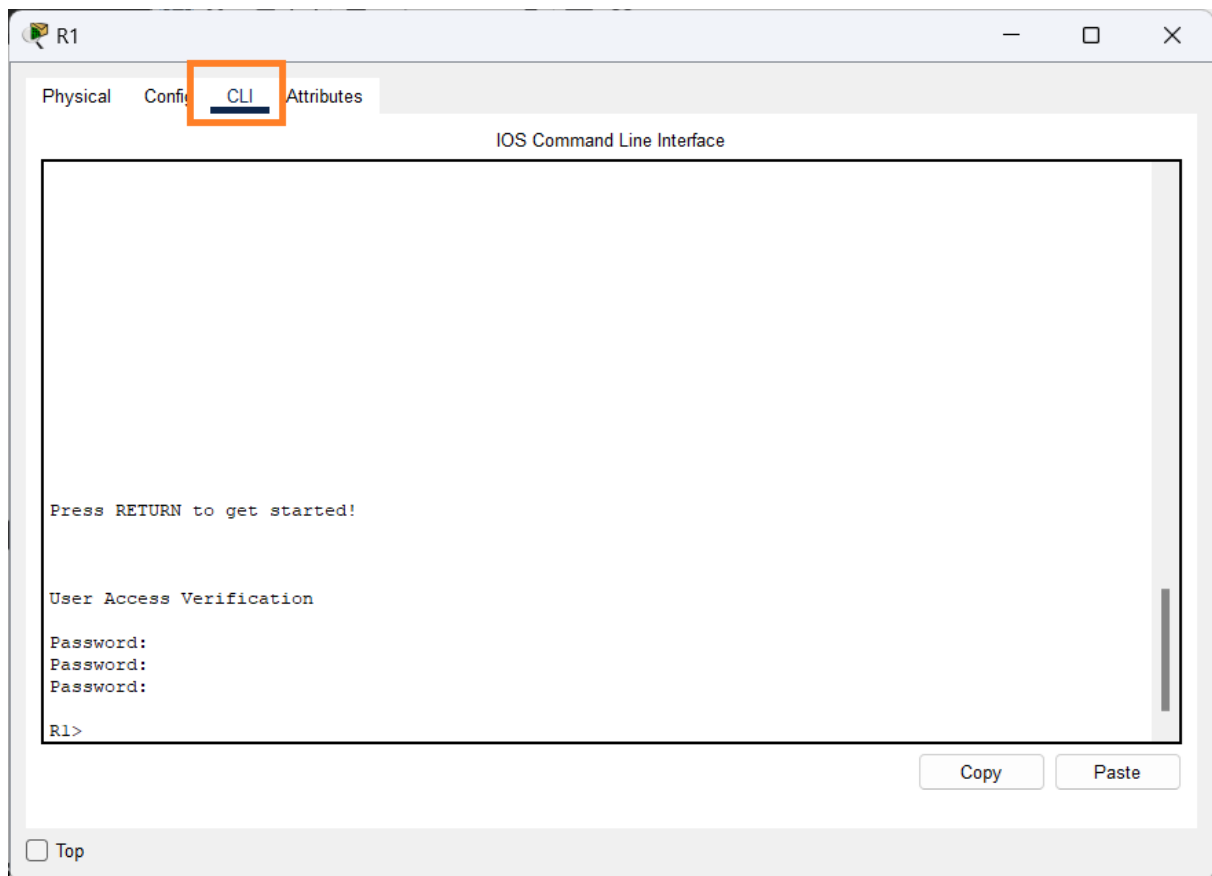 R1
Physical Config CLI Attributes
IOS Command Line Interface
Press RETURN to get started!
User Access Verification
Password:
Password:
Password:
R1>
Copy Paste
Top